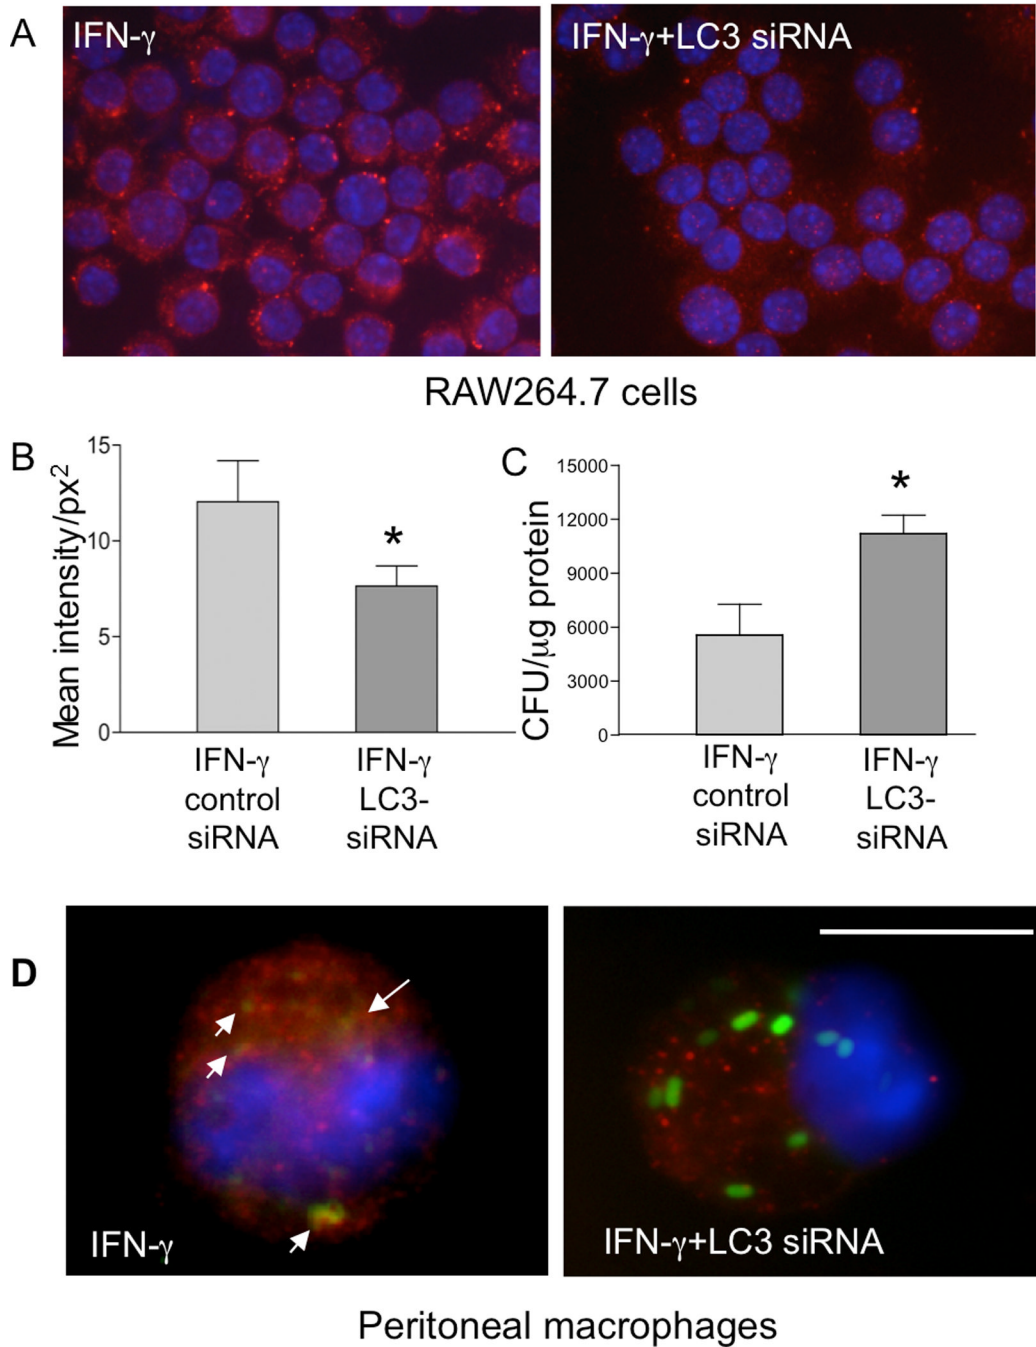 A
IFN-γ
IFN-γ+LC3 siRNA
RAW264.7 cells
B
Mean intensity/px²
15
10
5
0
IFN-γ
control
siRNA
*
IFN-γ
LC3-
siRNA
C
CFU/µg protein
15000
12000
9000
6000
3000
0
IFN-γ
control
siRNA
*
IFN-γ
LC3-
siRNA
D
IFN-γ
IFN-γ+LC3 siRNA
Peritoneal macrophages